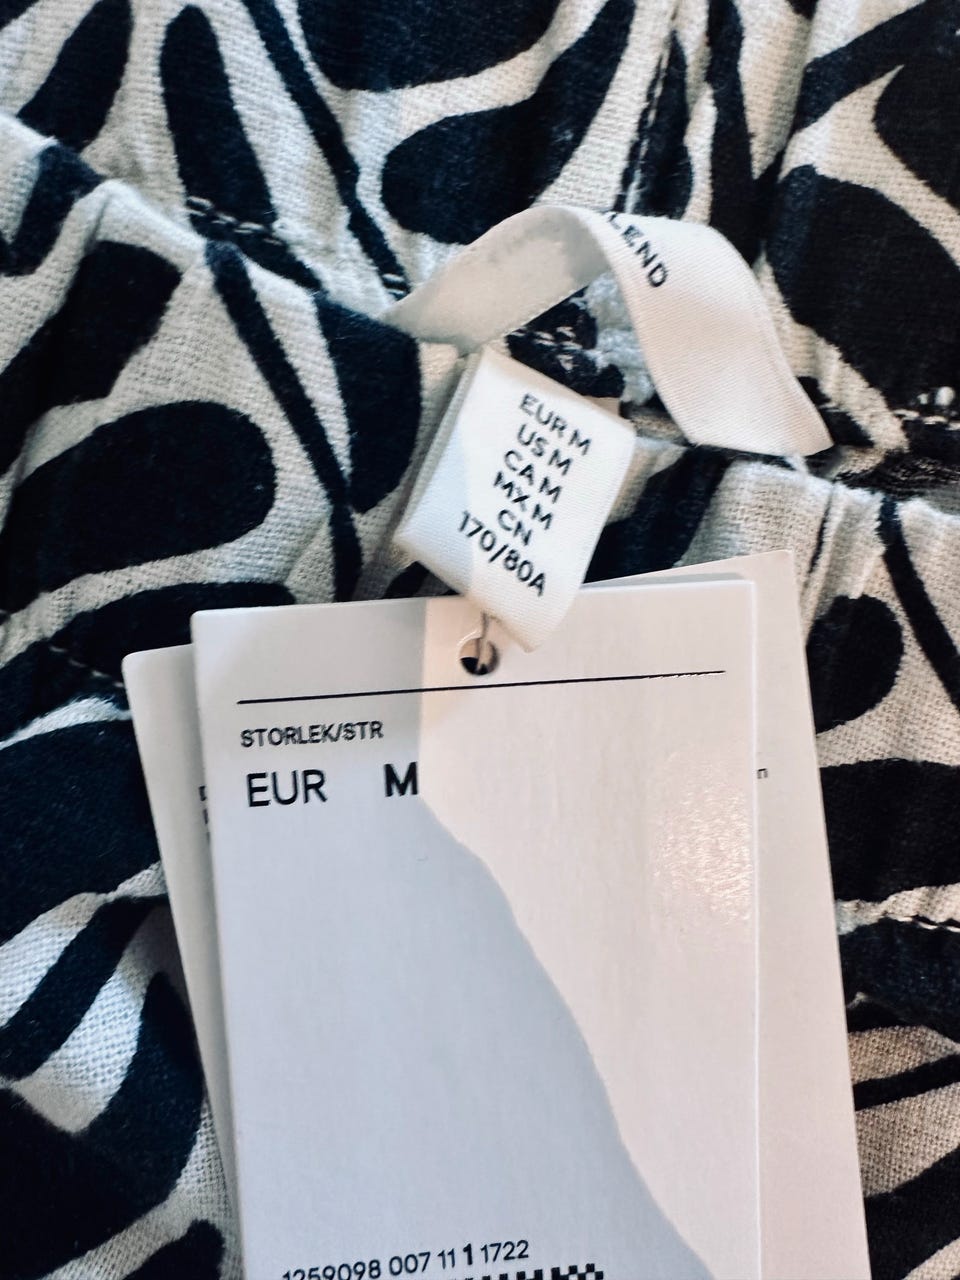 LEND
EUR M
US M
CA M
MX M
CN
170/80A
STORLEK/STR
EUR M
1259098 007 11 1 1722